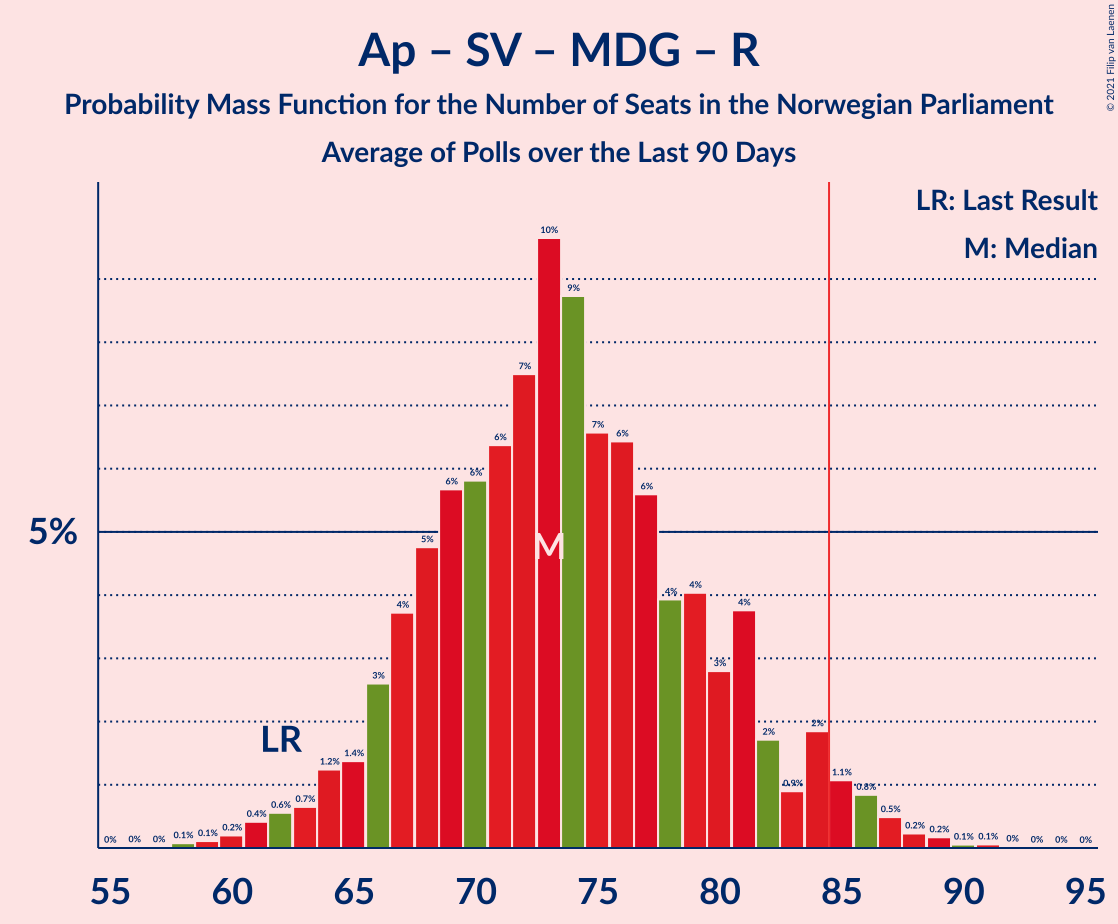 Ap – SV – MDG – R
Probability Mass Function for the Number of Seats in the Norwegian Parliament
Average of Polls over the Last 90 Days
© 2021 Filip van Laenen
LR: Last Result
M: Median
5%
LR
M
0% 0% 0% 0.1% 0.1% 0.2% 0.4% 0.6% 0.7% 1.2% 1.4% 3% 4% 5% 6% 6% 6% 7% 10% 9% 7% 6% 6% 4% 4% 3% 4% 2% 0.9% 2% 1.1% 0.8% 0.5% 0.2% 0.2% 0.1% 0.1% 0% 0% 0% 0%
55 60 65 70 75 80 85 90 95